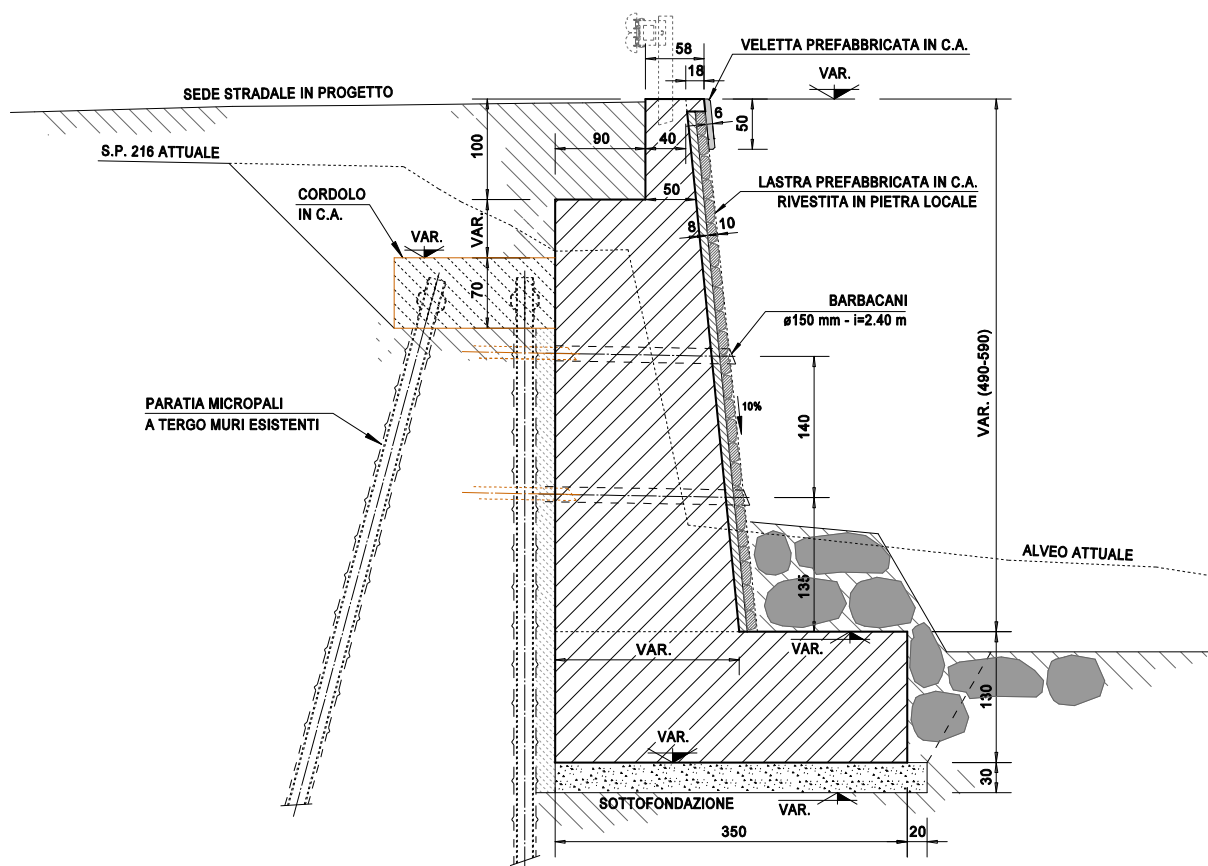 58
VELETTA PREFABBRICATA IN C.A.
18
VAR.
SEDE STRADALE IN PROGETTO
6
50
100
90
40
S.P. 216 ATTUALE
LASTRA PREFABBRICATA IN C.A.
RIVESTITA IN PIETRA LOCALE
CORDOLO
IN C.A.
50
VAR.
VAR.
8
10
70
BARBACANI
ø150 mm - i=2.40 m
VAR. (490-590)
PARATIA MICROPALI
A TERGO MURI ESISTENTI
10%
140
ALVEO ATTUALE
135
VAR.
VAR.
130
VAR.
30
SOTTOFONDAZIONE
VAR.
350
20